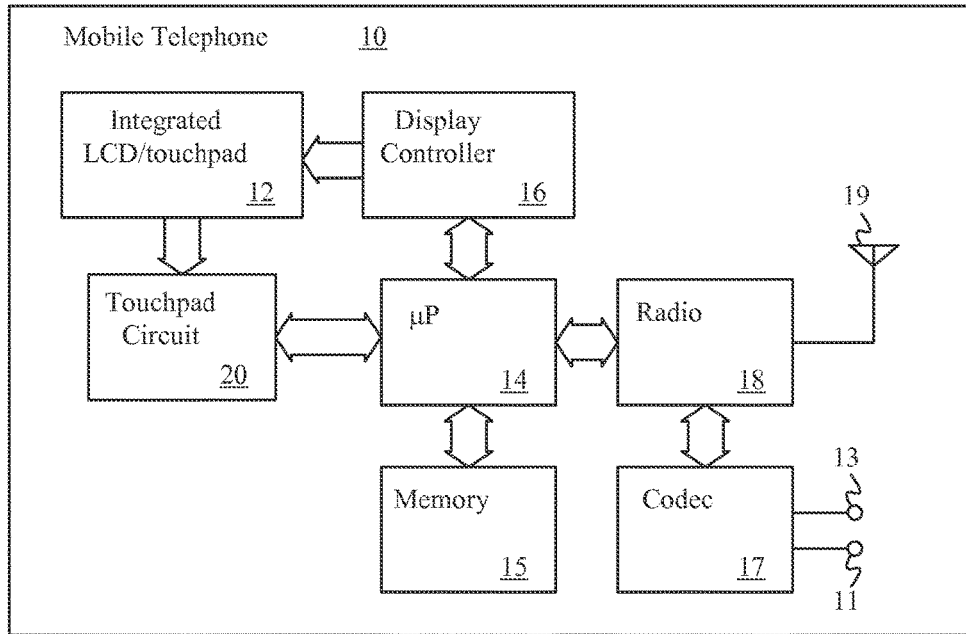 Mobile Telephone 10
Integrated
LCD/touchpad
12
Display
Controller
16
19
Touchpad
Circuit
20
µP
14
Radio
18
Memory
15
Codec
17
13
11